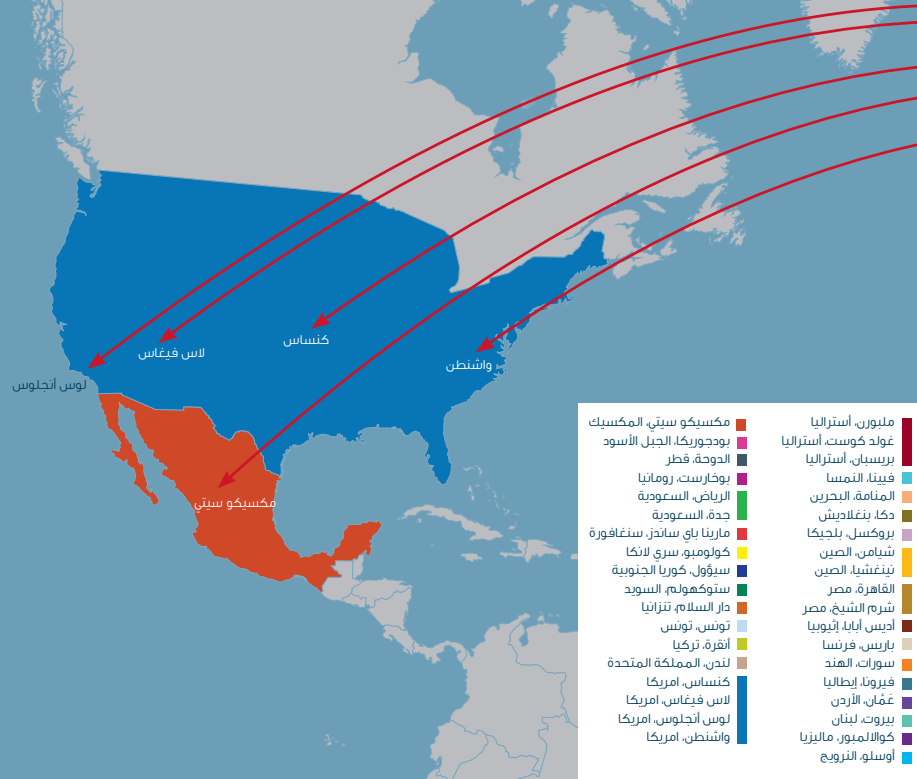 كنساس
لاس فيغاس
واشنطن
لوس أنجلوس
مكسيكو سيتي
ملبورن، أستراليا
غولد كوست، أستراليا
بريسبان، أستراليا
فيينا، النمسا
المنامة، البحرين
دكا، بنغلاديش
بروكسل، بلجيكا
شيامن، الصين
نينغشيا، الصين
القاهرة، مصر
شرم الشيخ، مصر
أديس أبابا، إثيوبيا
باريس، فرنسا
سورات، الهند
فيرونا، إيطاليا
عَمَّان، الأردن
بيروت، لبنان
كوالالمبور، ماليزيا
أوسلو، النرويج
مكسيكو سيتي، المكسيك
بودجوريكا، الجبل الأسود
الدوحة، قطر
بوخارست، رومانيا
الرياض، السعودية
جدة، السعودية
مارينا باي ساندز، سنغافورة
كولومبو، سري لانكا
سيؤول، كوريا الجنوبية
ستوكهولم، السويد
دار السلام، تنزانيا
تونس، تونس
أنقرة، تركيا
لندن، المملكة المتحدة
كنساس، امريكا
لاس فيغاس، امريكا
لوس أنجلوس، امريكا
واشنطن، امريكا